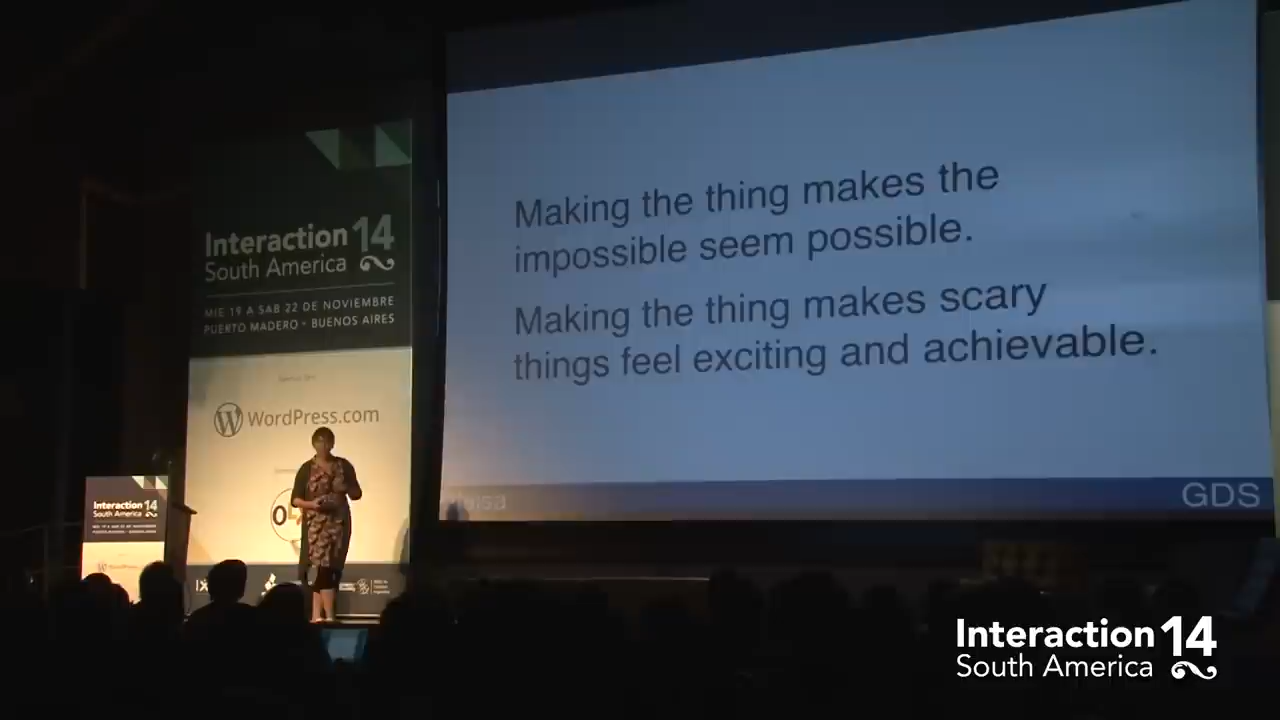 Making the thing makes the
impossible seem possible.
Making the thing makes scary
things feel exciting and achievable.
GDS
Interaction 14
South America
MIE 19 A SAB 22 DE NOVIEMBRE
PUERTO MADERO • BUENOS AIRES
WordPress.com
Interaction 14
South America
Interaction 14
South America